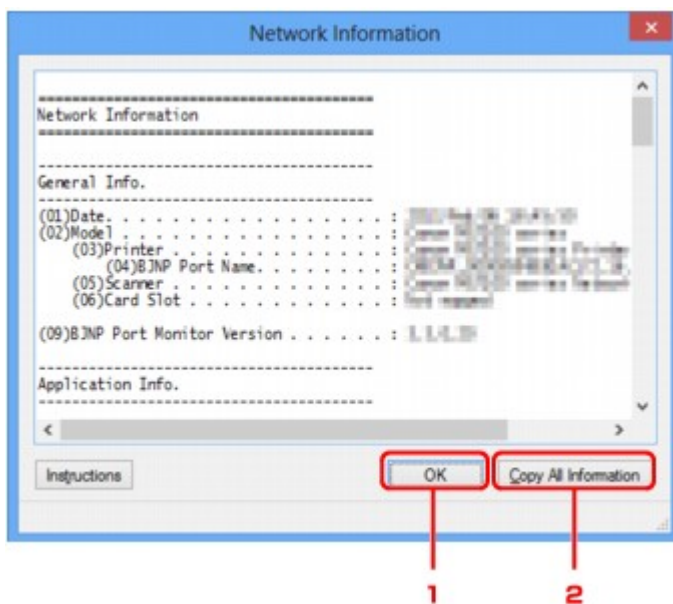 Network Information
Network Information
General Info.
(01)Date. . . . . . . . . . . . . . . . . . :
(02)Model . . . . . . . . . . . . . . . . . :
(03)Printer . . . . . . . . . . . . . . . :
(04)BJNP Port Name. . . . . . . . . . :
(05)Scanner . . . . . . . . . . . . . . . :
(06)Card Slot . . . . . . . . . . . . . . :
(09)BJNP Port Monitor Version . . . . . . :
Application Info.
Instructions
OK
Copy All Information
1
2